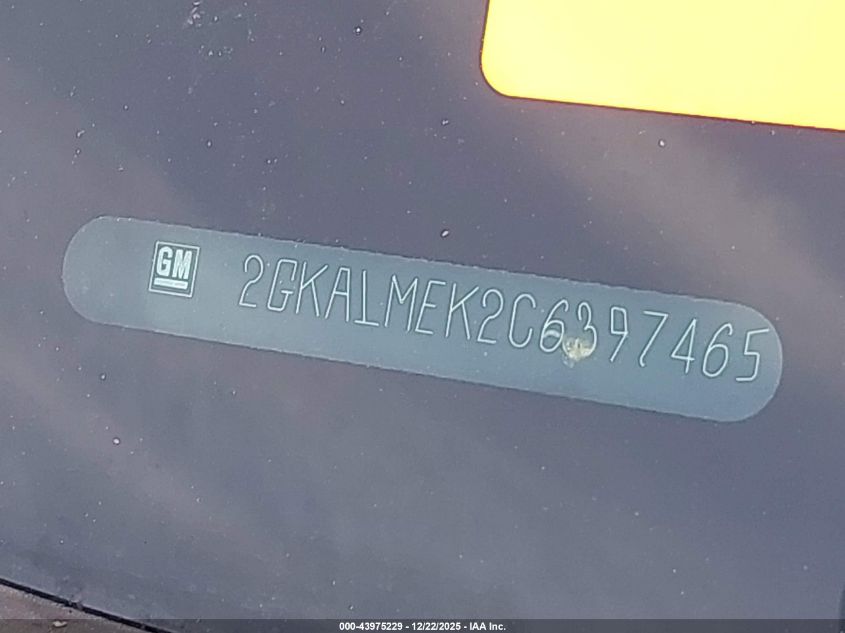 GM 2GKALMEK2C6397465
000-43975229 - 12/22/2025 - IAA Inc.